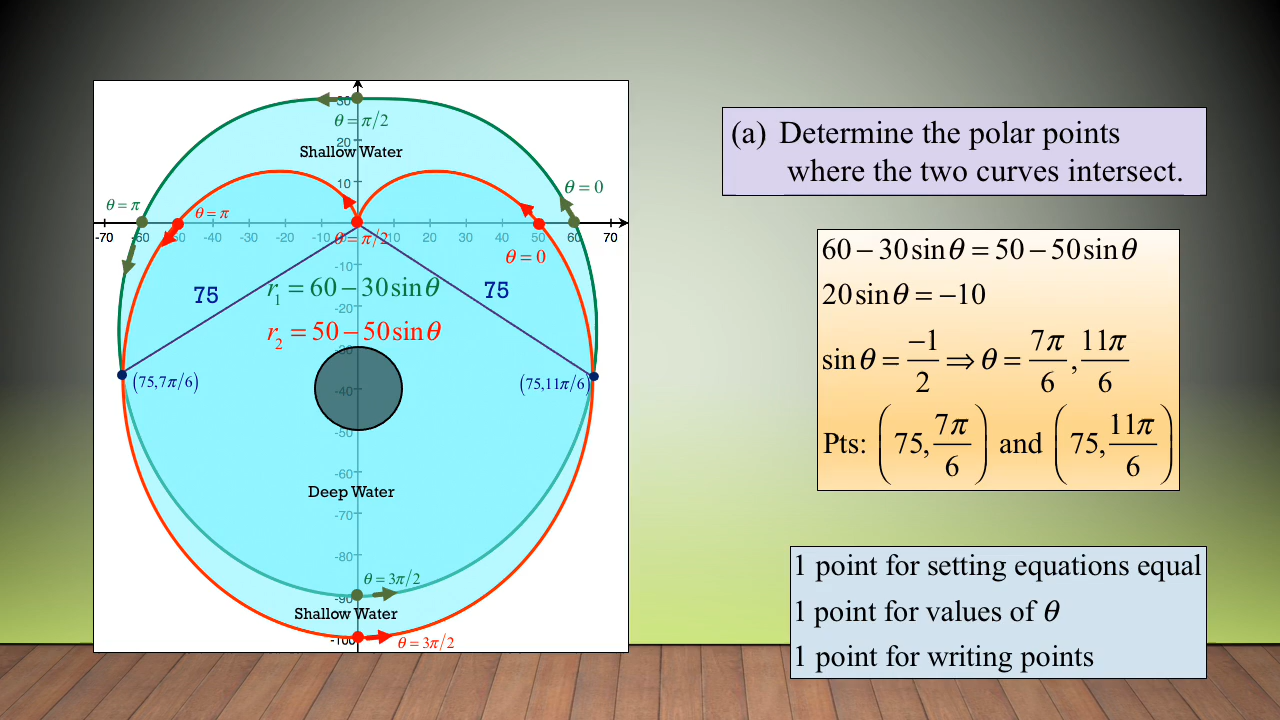 30
θ = π/2
20
Shallow Water
10
θ = 0
θ = π
θ = π
-70 -60 -50 -40 -30 -20 -10 10 20 30 40 50 60 70
θ = π/2
θ = 0
-10
75
75
r₁ = 60 − 30 sin θ
-20
r₂ = 50 − 50 sin θ
-30
(75, 7π/6)
(75, 11π/6)
-40
-50
-60
Deep Water
-70
-80
θ = 3π/2
-90
Shallow Water
-100
θ = 3π/2
(a) Determine the polar points
where the two curves intersect.
60 − 30 sin θ = 50 − 50 sin θ
20 sin θ = −10
sin θ = −1/2 ⇒ θ = 7π/6, 11π/6
Pts: (75, 7π/6) and (75, 11π/6)
1 point for setting equations equal
1 point for values of θ
1 point for writing points